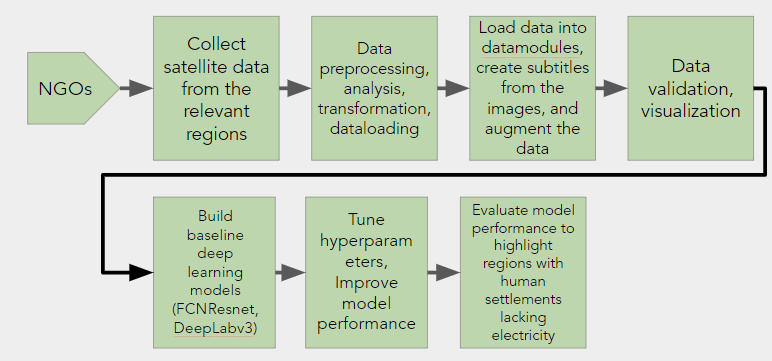 NGOs
Collect
satellite data
from the
relevant
regions
Data
preprocessing,
analysis,
transformation,
dataloading
Load data into
datamodules,
create subtitles
from the
images, and
augment the
data
Data
validation,
visualization
Build
baseline
deep
learning
models
(FCNResnet,
DeepLabv3)
Tune
hyperparam
eters,
Improve
model
performance
Evaluate model
performance to
highlight
regions with
human
settlements
lacking
electricity